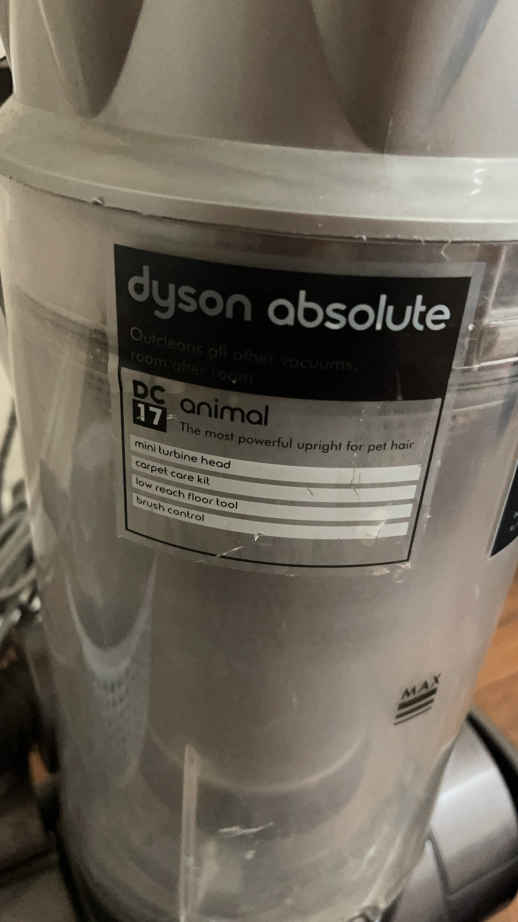 dyson absolute
Outcleans all other vacuums,
room after room
DC
17
animal
The most powerful upright for pet hair
mini turbine head
carpet care kit
low reach floor tool
brush control
MAX